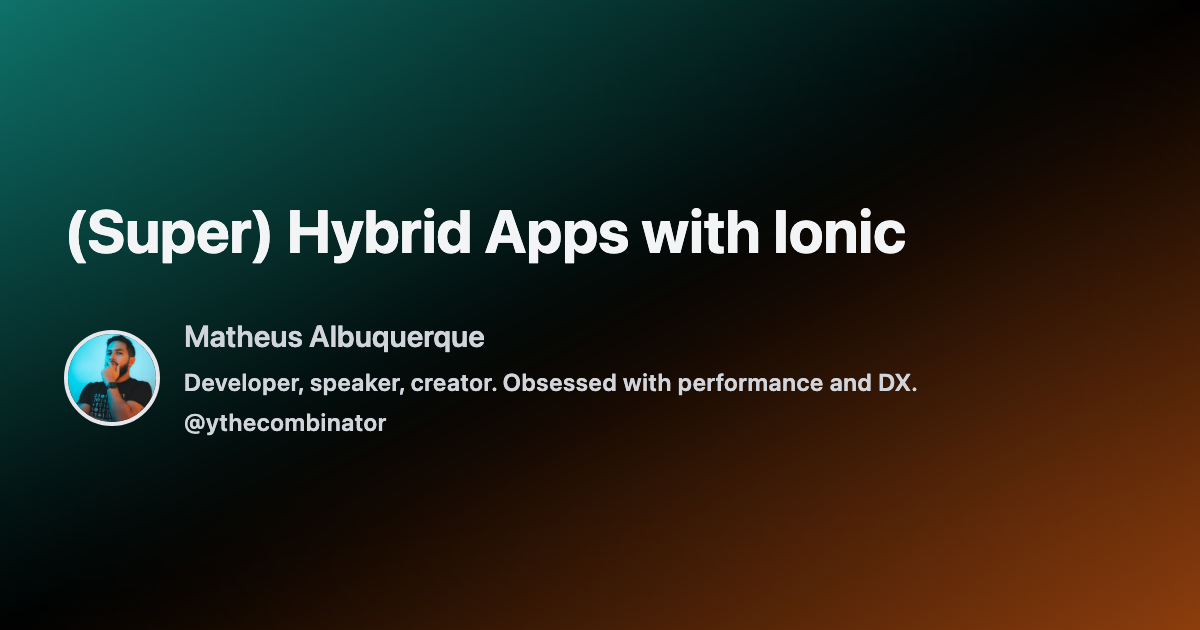 (Super) Hybrid Apps with Ionic
Matheus Albuquerque
Developer, speaker, creator. Obsessed with performance and DX.
@ythecombinator